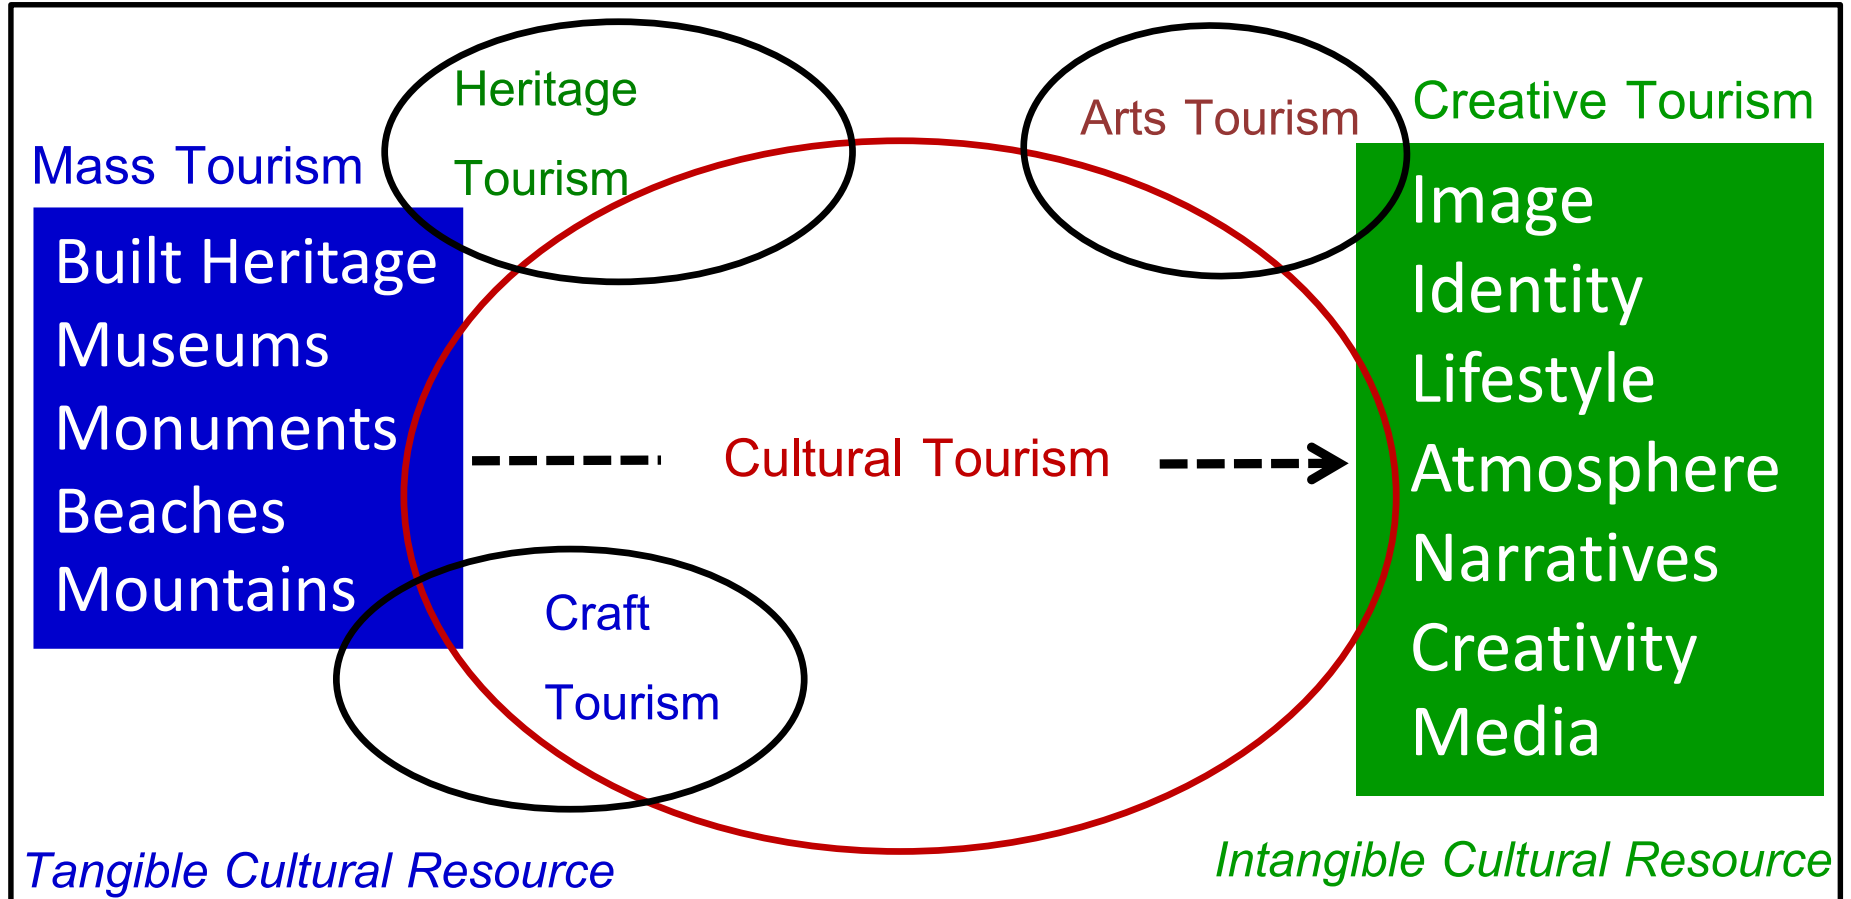 Heritage
Tourism
Arts Tourism
Creative Tourism
Mass Tourism
Built Heritage
Museums
Monuments
Beaches
Mountains
Cultural Tourism
Craft
Tourism
Image
Identity
Lifestyle
Atmosphere
Narratives
Creativity
Media
Tangible Cultural Resource
Intangible Cultural Resource